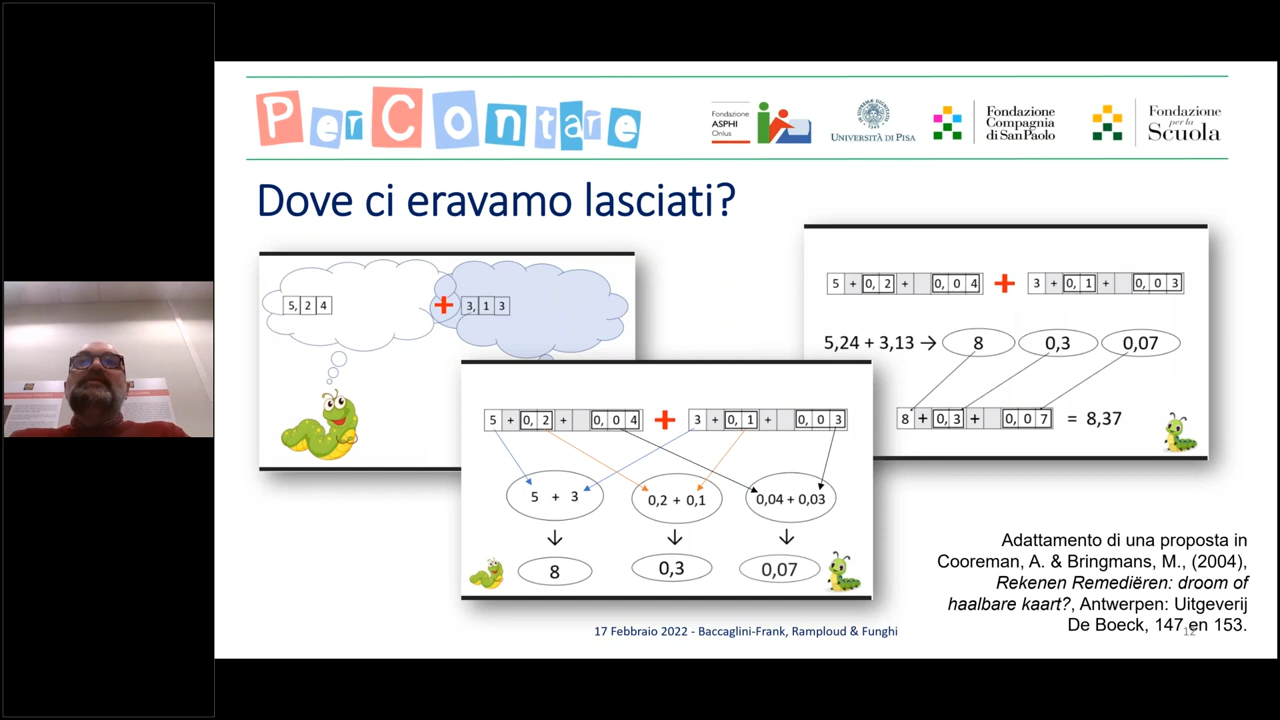 PerContare
Fondazione
ASPHI
Onlus
UNIVERSITÀ DI PISA
Fondazione
Compagnia
di SanPaolo
Fondazione
per la
Scuola
Dove ci eravamo lasciati?
5, 2 4 + 3, 1 3
5 + 0, 2 + 0, 0 4 + 3 + 0, 1 + 0, 0 3
5 + 3 0,2 + 0,1 0,04 + 0,03
↓ ↓ ↓
8 0,3 0,07
5 + 0, 2 + 0, 0 4 + 3 + 0, 1 + 0, 0 3
5,24 + 3,13 → 8 0,3 0,07
8 + 0, 3 + 0, 0 7 = 8,37
Adattamento di una proposta in
Cooreman, A. & Bringmans, M., (2004),
Rekenen Remediëren: droom of
haalbare kaart?, Antwerpen: Uitgeverij
De Boeck, 147 en 153.
17 Febbraio 2022 - Baccaglini-Frank, Ramploud & Funghi
12